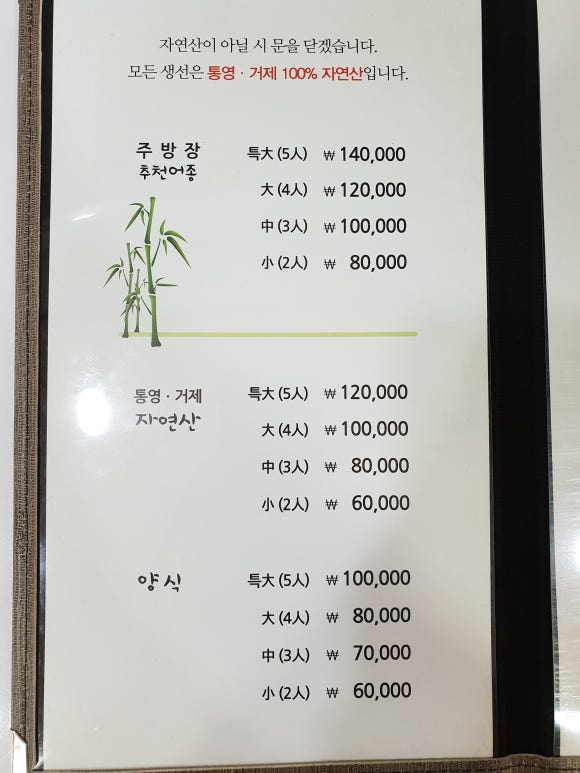 자연산이 아닐 시 문을 닫겠습니다.
모든 생선은 통영 · 거제 100% 자연산입니다.
주 방 장
추천어종
특大 (5人) ₩ 140,000
大 (4人) ₩ 120,000
中 (3人) ₩ 100,000
小 (2人) ₩ 80,000
통영 · 거제
자연산
특大 (5人) ₩ 120,000
大 (4人) ₩ 100,000
中 (3人) ₩ 80,000
小 (2人) ₩ 60,000
양 식
특大 (5人) ₩ 100,000
大 (4人) ₩ 80,000
中 (3人) ₩ 70,000
小 (2人) ₩ 60,000